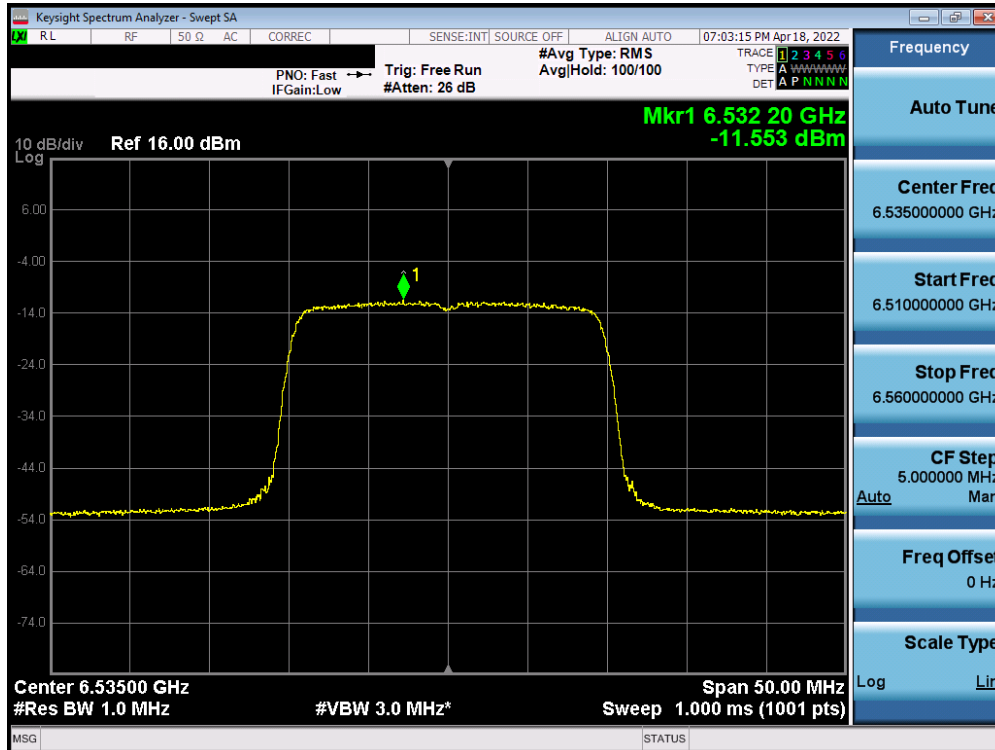 Keysight Spectrum Analyzer - Swept SA
LXI RL RF 50 Ω AC CORREC SENSE:INT SOURCE OFF ALIGN AUTO 07:03:15 PM Apr 18, 2022
Frequency
#Avg Type: RMS TRACE 1 2 3 4 5 6
PNO: Fast Trig: Free Run Avg|Hold: 100/100 TYPE A WWWWW
IFGain:Low #Atten: 26 dB DET A P N N N N
Mkr1 6.532 20 GHz
-11.553 dBm
10 dB/div Ref 16.00 dBm
Log
6.00
-4.00
1
-14.0
-24.0
-34.0
-44.0
-54.0
-64.0
-74.0
Center 6.53500 GHz Span 50.00 MHz
#Res BW 1.0 MHz #VBW 3.0 MHz* Sweep 1.000 ms (1001 pts)
MSG STATUS
Auto Tune
Center Freq
6.535000000 GHz
Start Freq
6.510000000 GHz
Stop Freq
6.560000000 GHz
CF Step
5.000000 MHz
Auto Man
Freq Offset
0 Hz
Scale Type
Log Lin